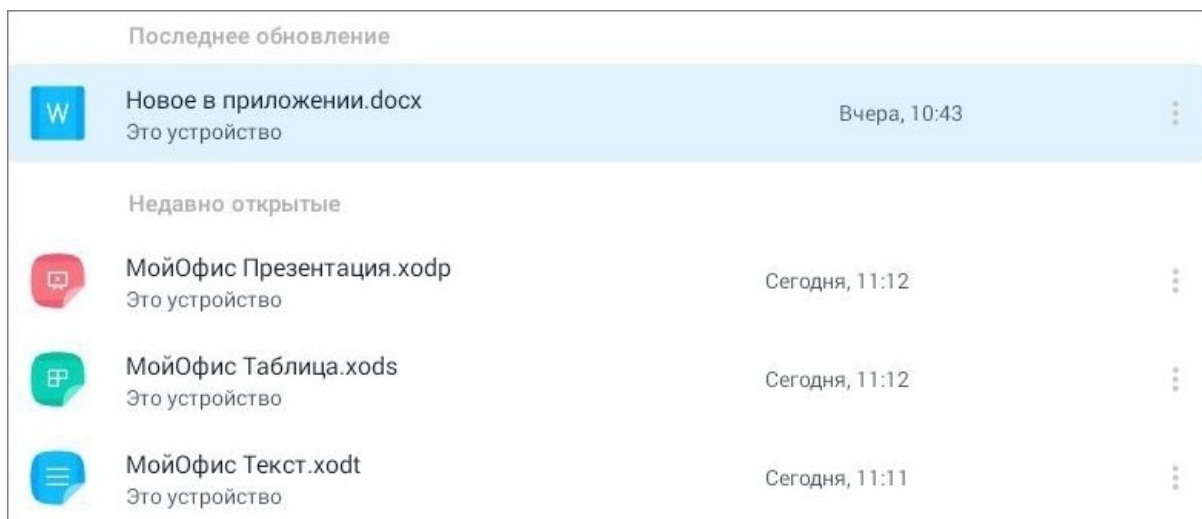 Последнее обновление
W
Новое в приложении.docx
Вчера, 10:43
Это устройство
Недавно открытые
МойОфис Презентация.xodp
Сегодня, 11:12
Это устройство
МойОфис Таблица.xods
Сегодня, 11:12
Это устройство
МойОфис Текст.xodt
Сегодня, 11:11
Это устройство